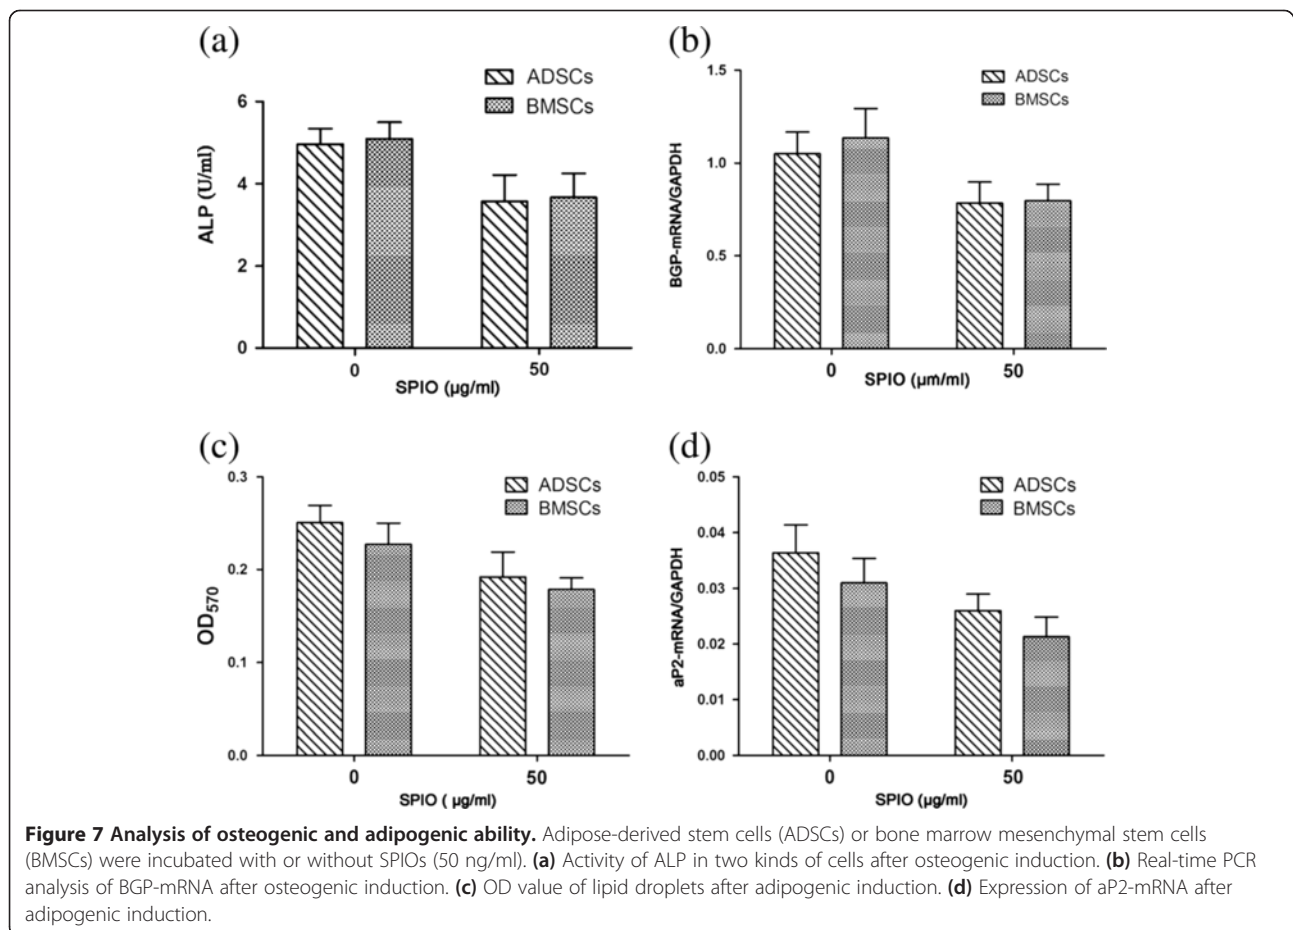 (a)
ADSCs
BMSCs
6
4
2
0
ALP (U/ml)
0
50
SPIO (µg/ml)
(b)
ADSCs
BMSCs
1.5
1.0
0.5
0.0
BGP-mRNA/GAPDH
0
50
SPIO (µm/ml)
(c)
ADSCs
BMSCs
0.3
0.2
0.1
0.0
OD570
0
50
SPIO ( µg/ml)
(d)
ADSCs
BMSCs
0.05
0.04
0.03
0.02
0.01
0.00
aP2-mRNA/GAPDH
0
50
SPIO (µg/ml)
Figure 7 Analysis of osteogenic and adipogenic ability. Adipose-derived stem cells (ADSCs) or bone marrow mesenchymal stem cells
(BMSCs) were incubated with or without SPIOs (50 ng/ml). (a) Activity of ALP in two kinds of cells after osteogenic induction. (b) Real-time PCR
analysis of BGP-mRNA after osteogenic induction. (c) OD value of lipid droplets after adipogenic induction. (d) Expression of aP2-mRNA after
adipogenic induction.